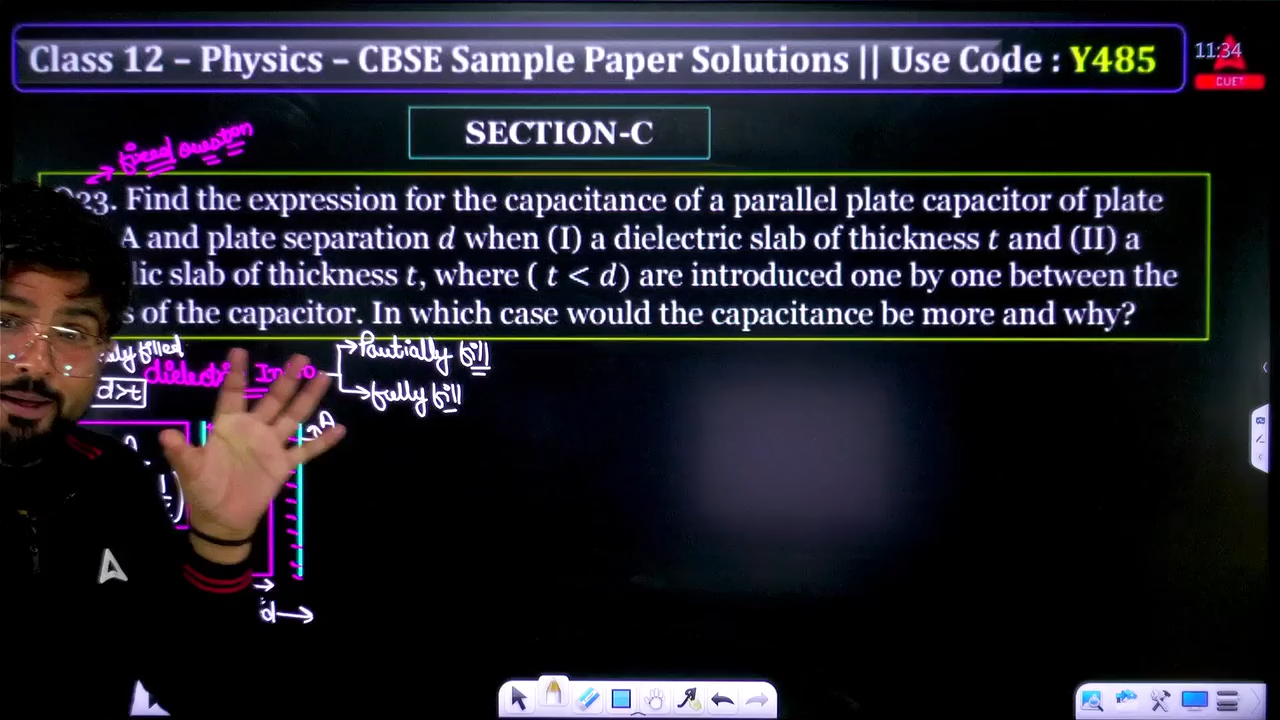 Class 12 – Physics – CBSE Sample Paper Solutions || Use Code : Y485
11:34
CUET
SECTION-C
fixed question
23. Find the expression for the capacitance of a parallel plate capacitor of plate
A and plate separation d when (I) a dielectric slab of thickness t and (II) a
lic slab of thickness t, where ( t < d) are introduced one by one between the
s of the capacitor. In which case would the capacitance be more and why?
Partially fill
filled
dielectric
d>t
fully fill
A
d